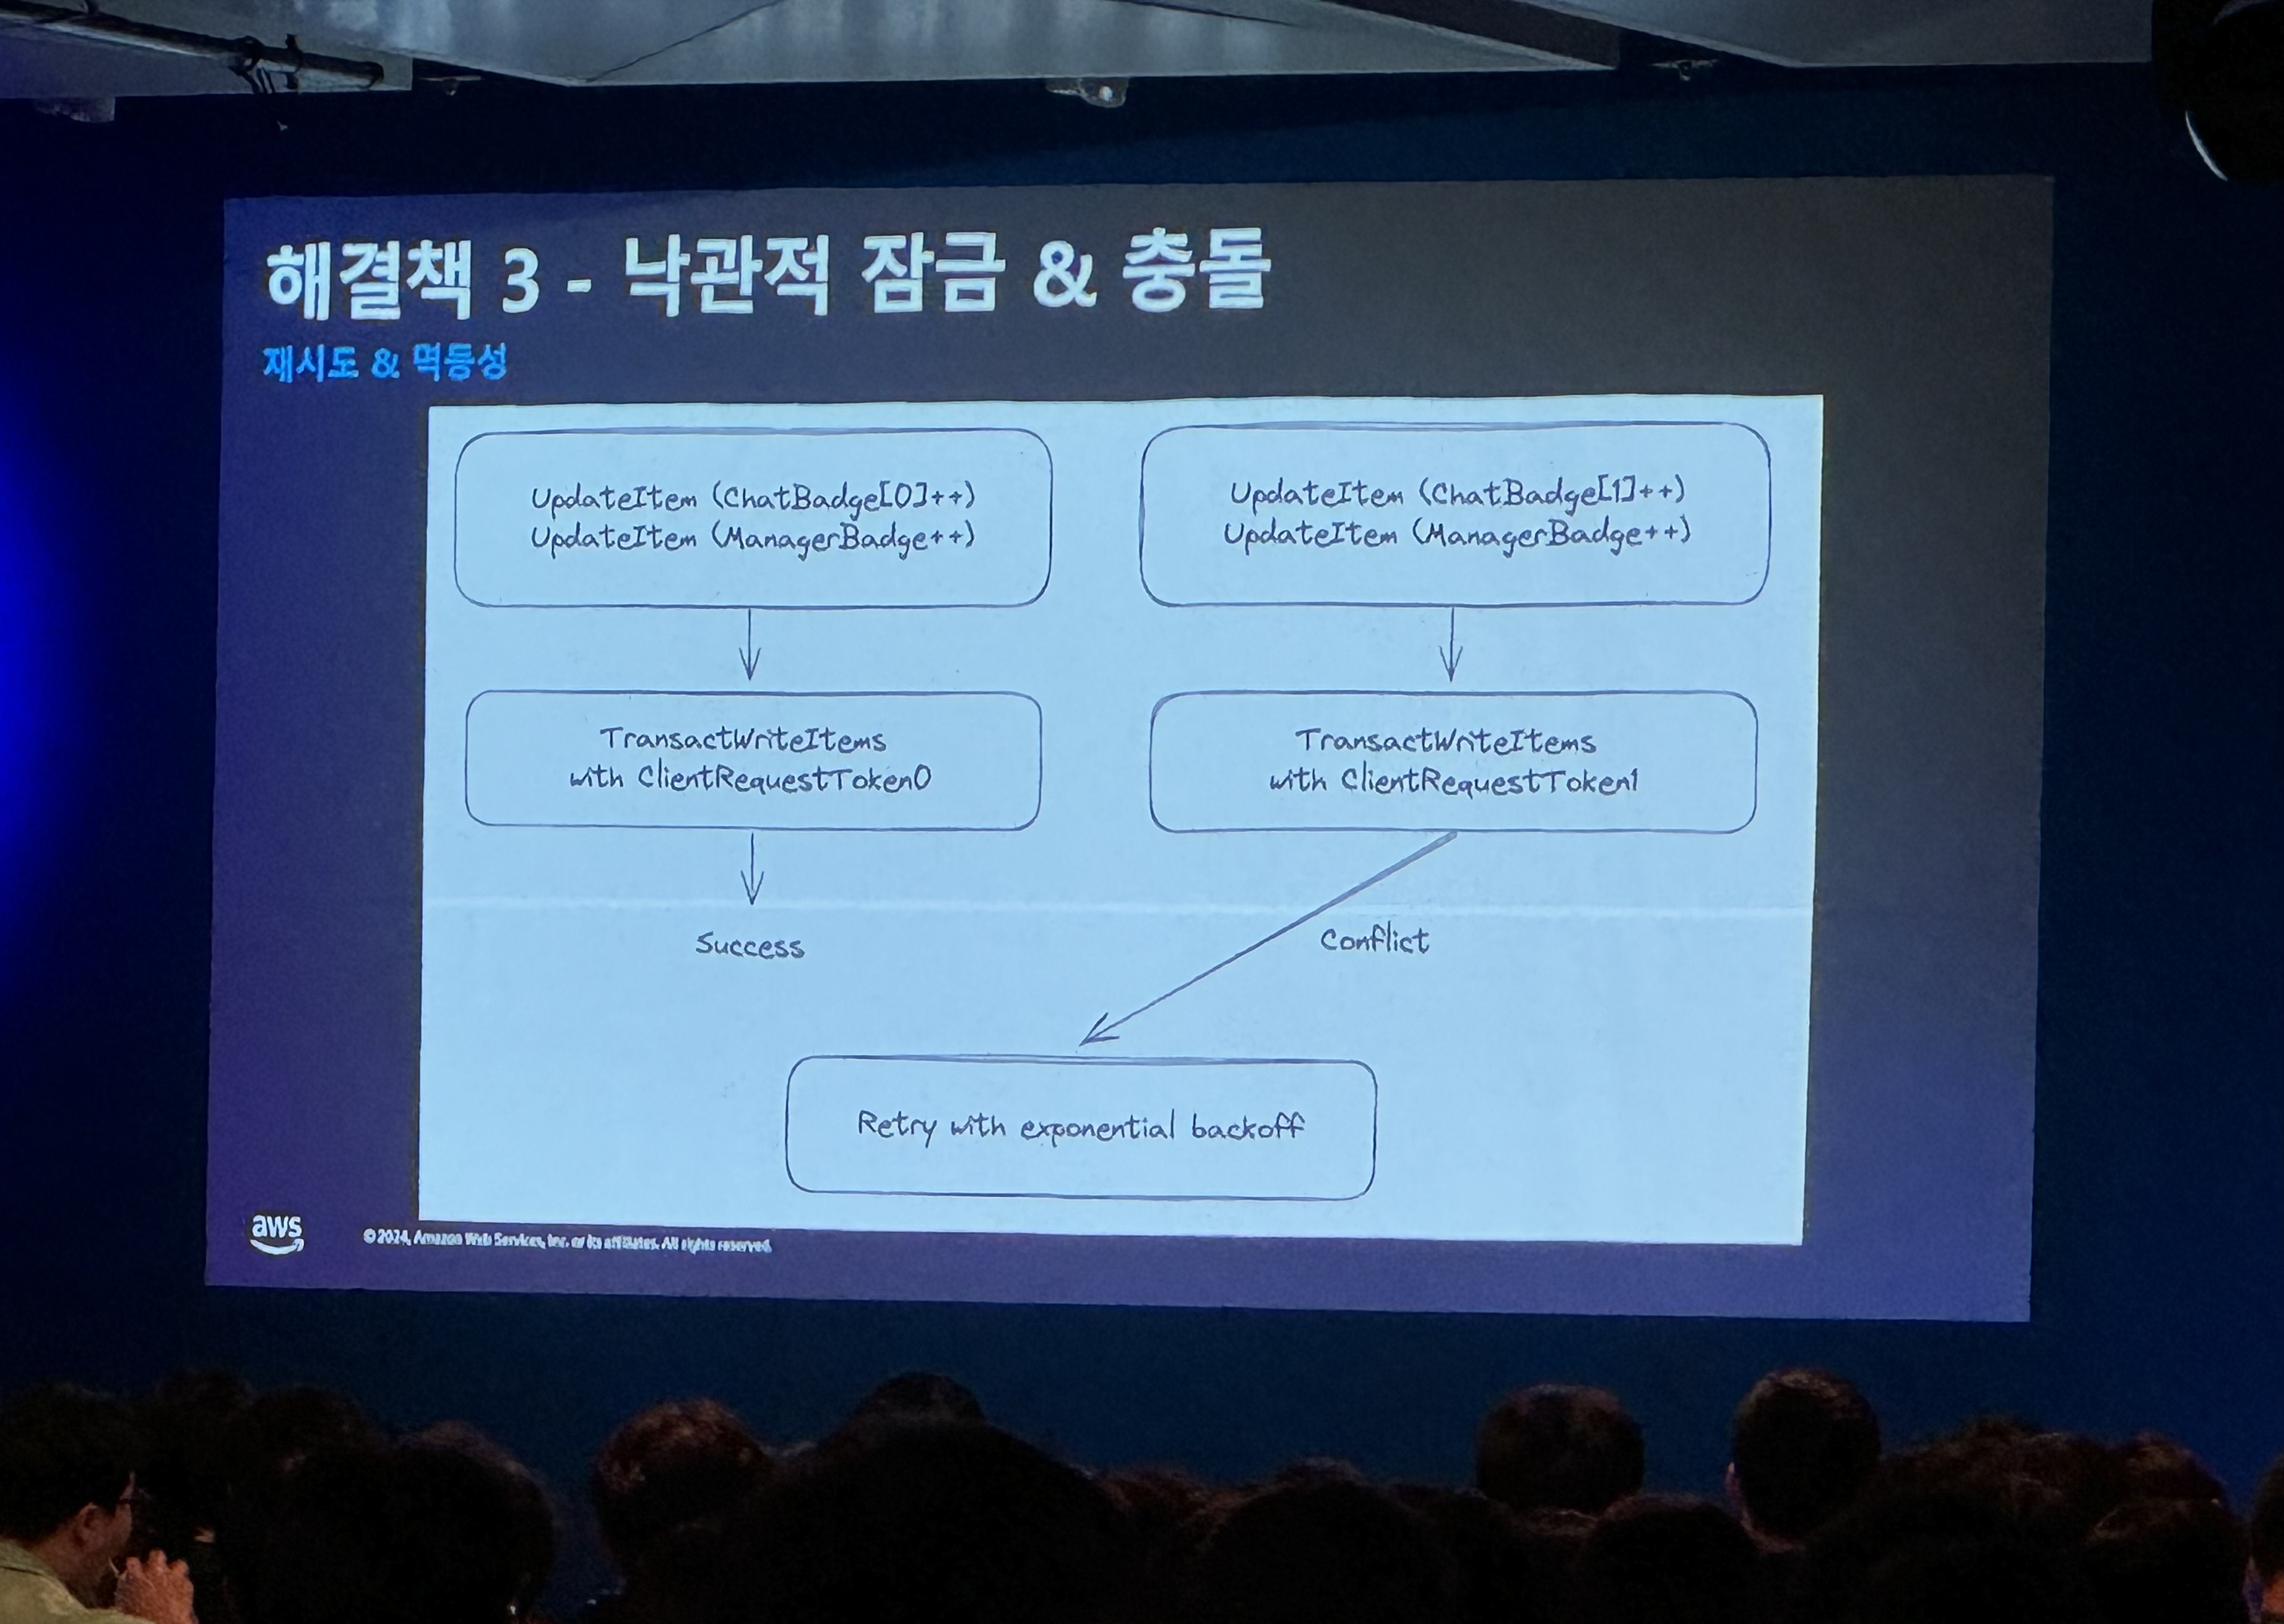 해결책 3 - 낙관적 잠금 & 충돌
재시도 & 멱등성
UpdateItem (ChatBadge[0]++)
UpdateItem (ManagerBadge++)
UpdateItem (ChatBadge[1]++)
UpdateItem (ManagerBadge++)
TransactWriteItems
with ClientRequestToken0
TransactWriteItems
with ClientRequestToken1
Success
Conflict
Retry with exponential backoff
aws
© 2024, Amazon Web Services, Inc. or its affiliates. All rights reserved.